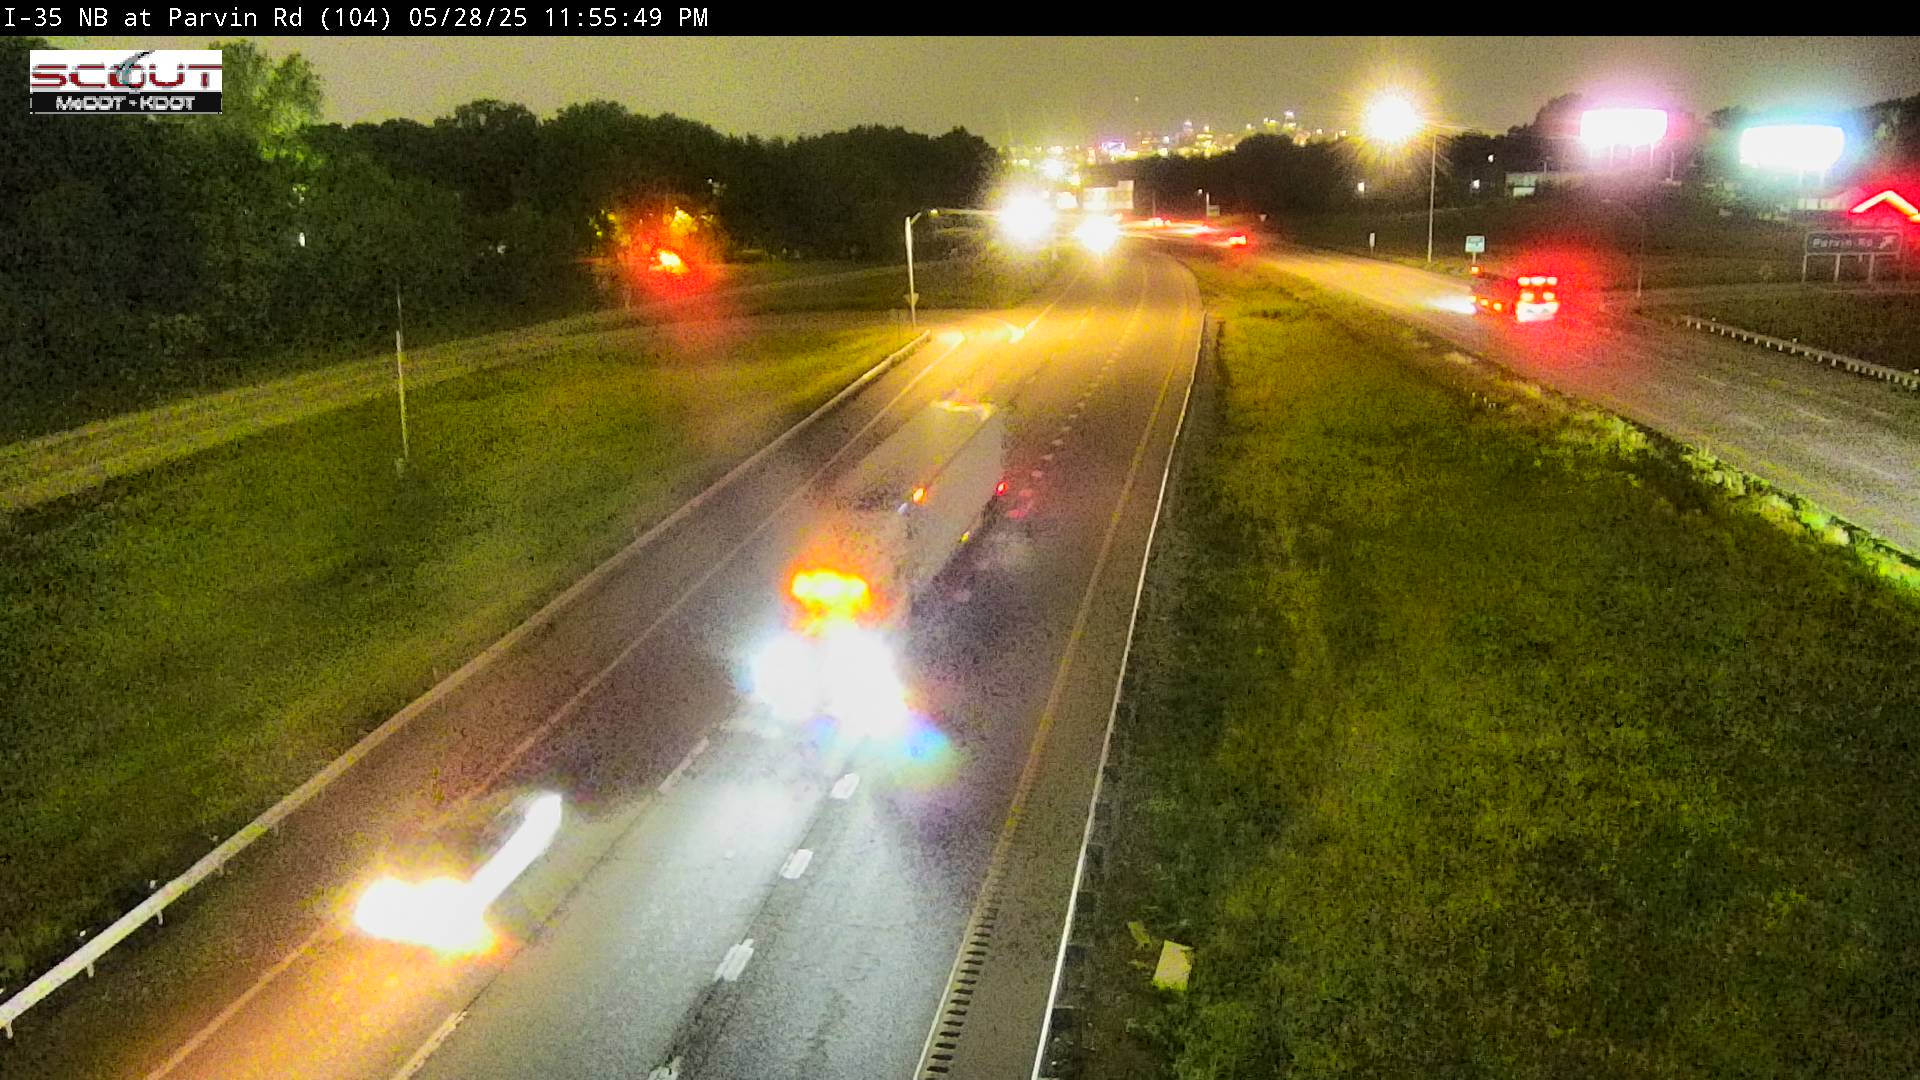 I-35 NB at Parvin Rd (104) 05/28/25 11:55:49 PM
SCOUT
MoDOT - KDOT
Parvin Rd